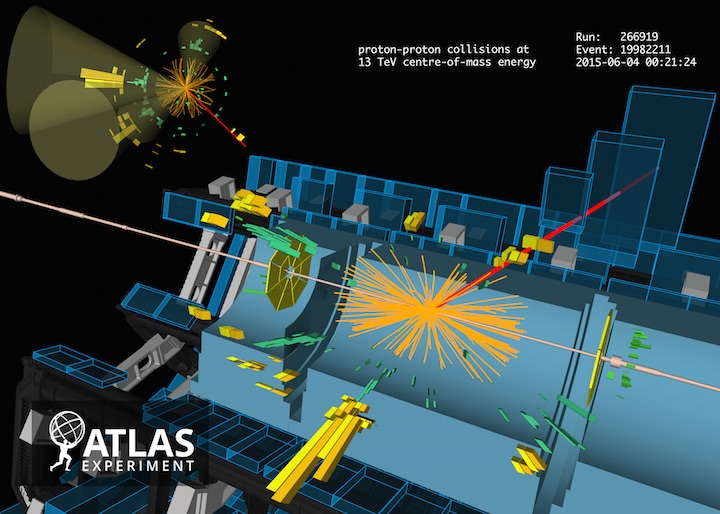 proton-proton collisions at
13 TeV centre-of-mass energy
Run: 266919
Event: 19982211
2015-06-04 00:21:24
ATLAS
EXPERIMENT